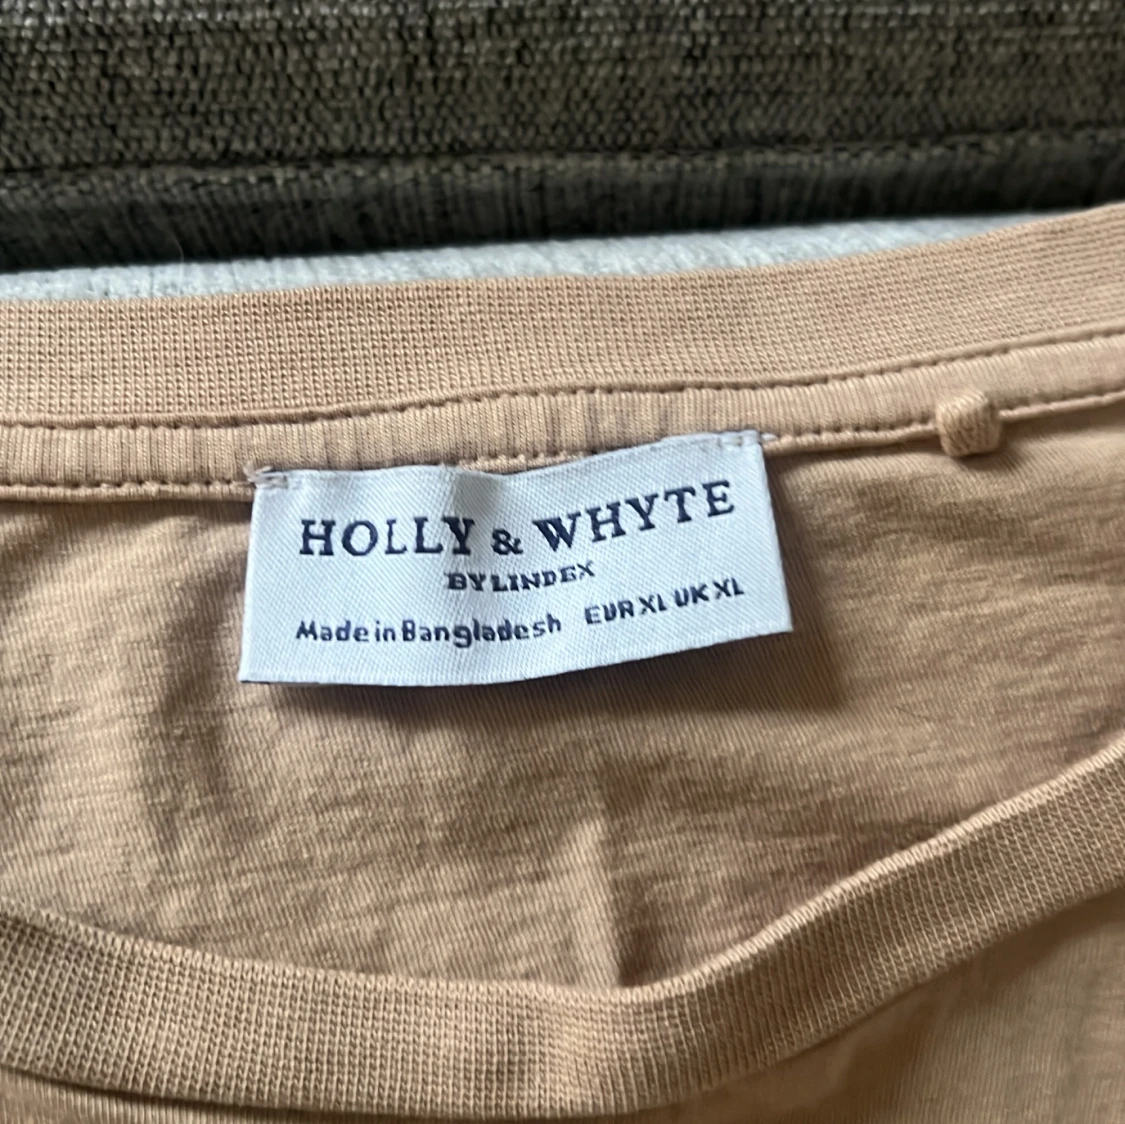 HOLLY & WHYTE
BY LINDEX
Made in Bangladesh EUR XL UK XL